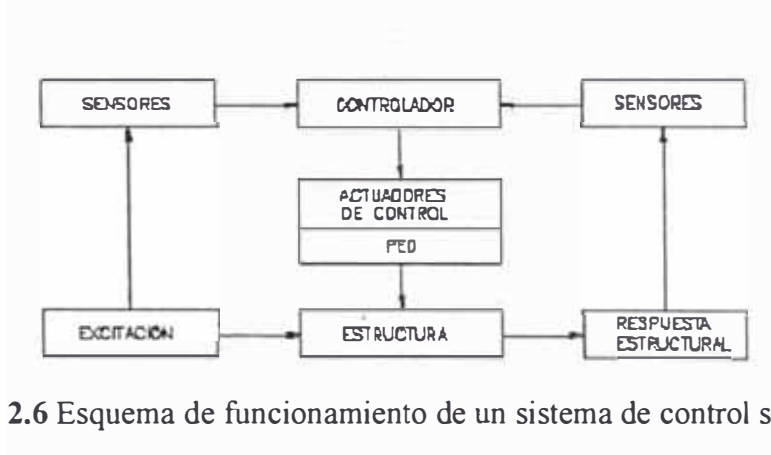 SENSORES
CONTROLADOR
SENSORES
ACTUADORES
DE CONTROL
PED
EXCITACIÓN
ESTRUCTURA
RESPUESTA
ESTRUCTURAL
2.6 Esquema de funcionamiento de un sistema de control s